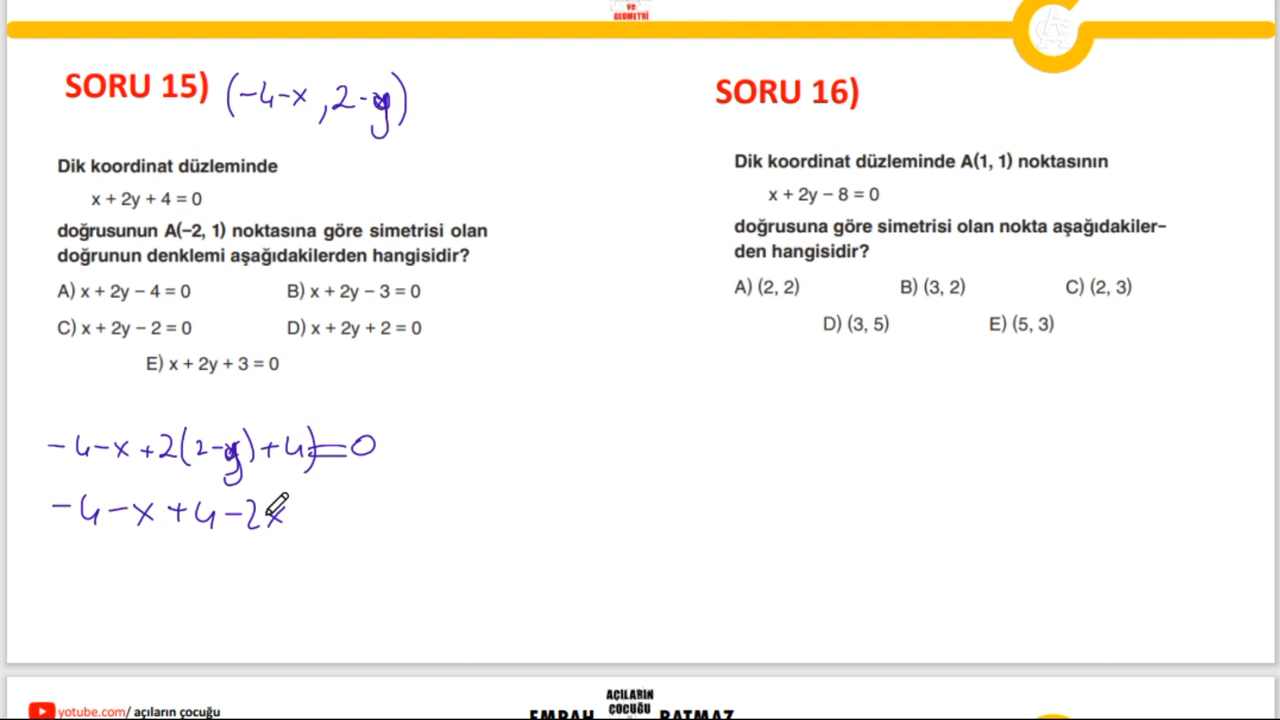 ve
GEOMETRİ
SORU 15) (-4-x, 2-y)
Dik koordinat düzleminde
x + 2y + 4 = 0
doğrusunun A(–2, 1) noktasına göre simetrisi olan
doğrunun denklemi aşağıdakilerden hangisidir?
A) x + 2y – 4 = 0 B) x + 2y – 3 = 0
C) x + 2y – 2 = 0 D) x + 2y + 2 = 0
E) x + 2y + 3 = 0
-4-x+2(2-y)+4)=0
-4-x+4-2x
SORU 16)
Dik koordinat düzleminde A(1, 1) noktasının
x + 2y – 8 = 0
doğrusuna göre simetrisi olan nokta aşağıdakiler–
den hangisidir?
A) (2, 2) B) (3, 2) C) (2, 3)
D) (3, 5) E) (5, 3)
yotube.com/ açıların çocuğu
AÇILARIN
ÇOCUĞU
EMRAH BATMAZ